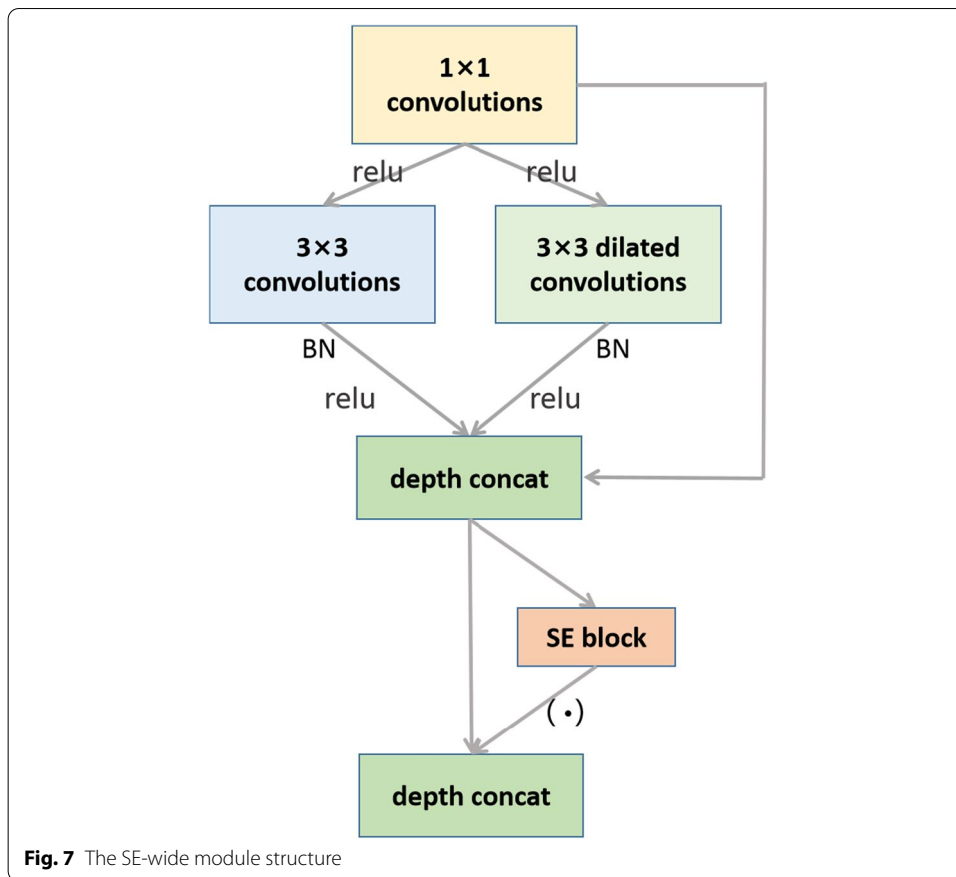 1×1
convolutions
relu
relu
3×3
convolutions
3×3 dilated
convolutions
BN
BN
relu
relu
depth concat
SE block
(·)
depth concat
Fig. 7 The SE-wide module structure